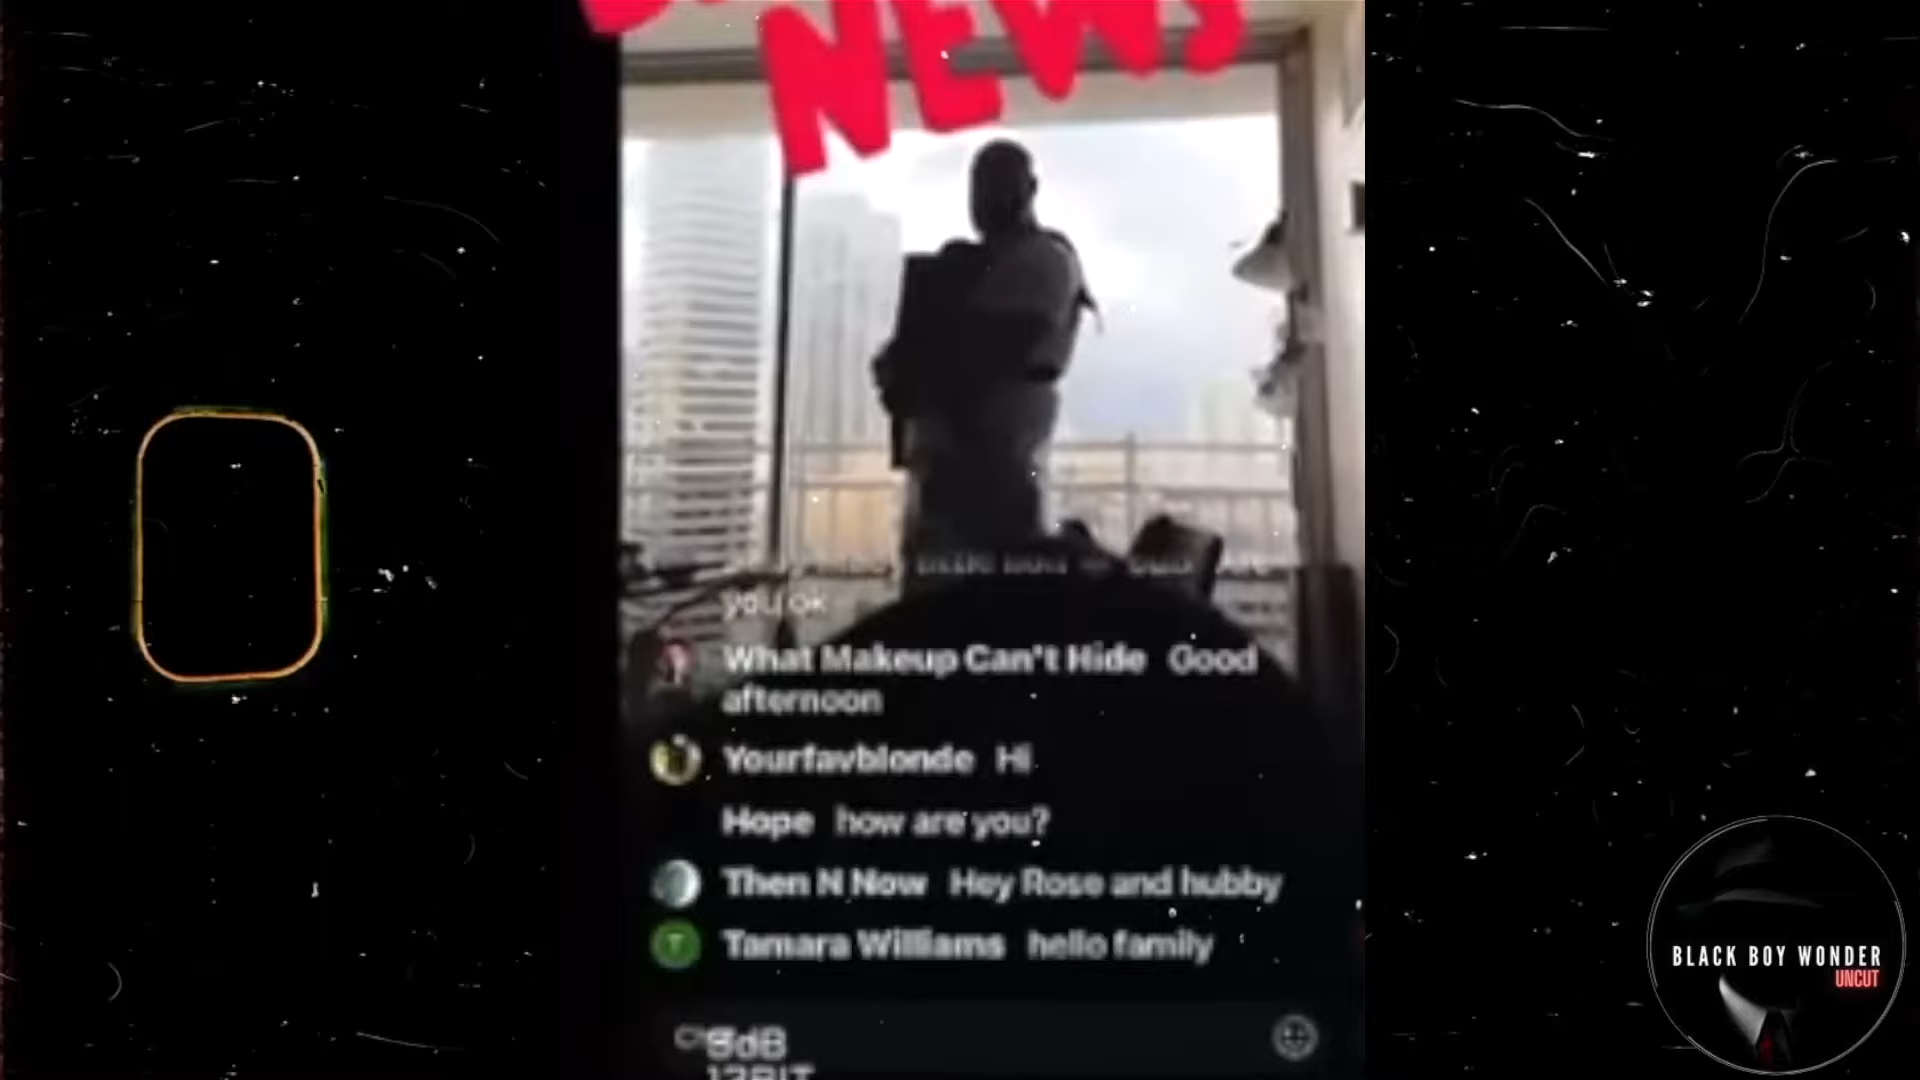 NEWS
you ok
What Makeup Can't Hide Good
afternoon
Yourfavblonde Hi
Hope how are you?
Then N Now Hey Rose and hubby
Tamara Williams hello family
BLACK BOY WONDER
UNCUT